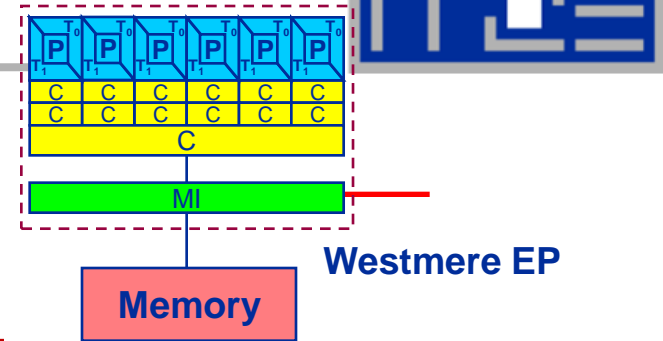 T0 T0 T0 T0 T0 T0
P P P P P P
T1 T1 T1 T1 T1 T1
C C C C C C
C C C C C C
C
MI
Westmere EP
Memory